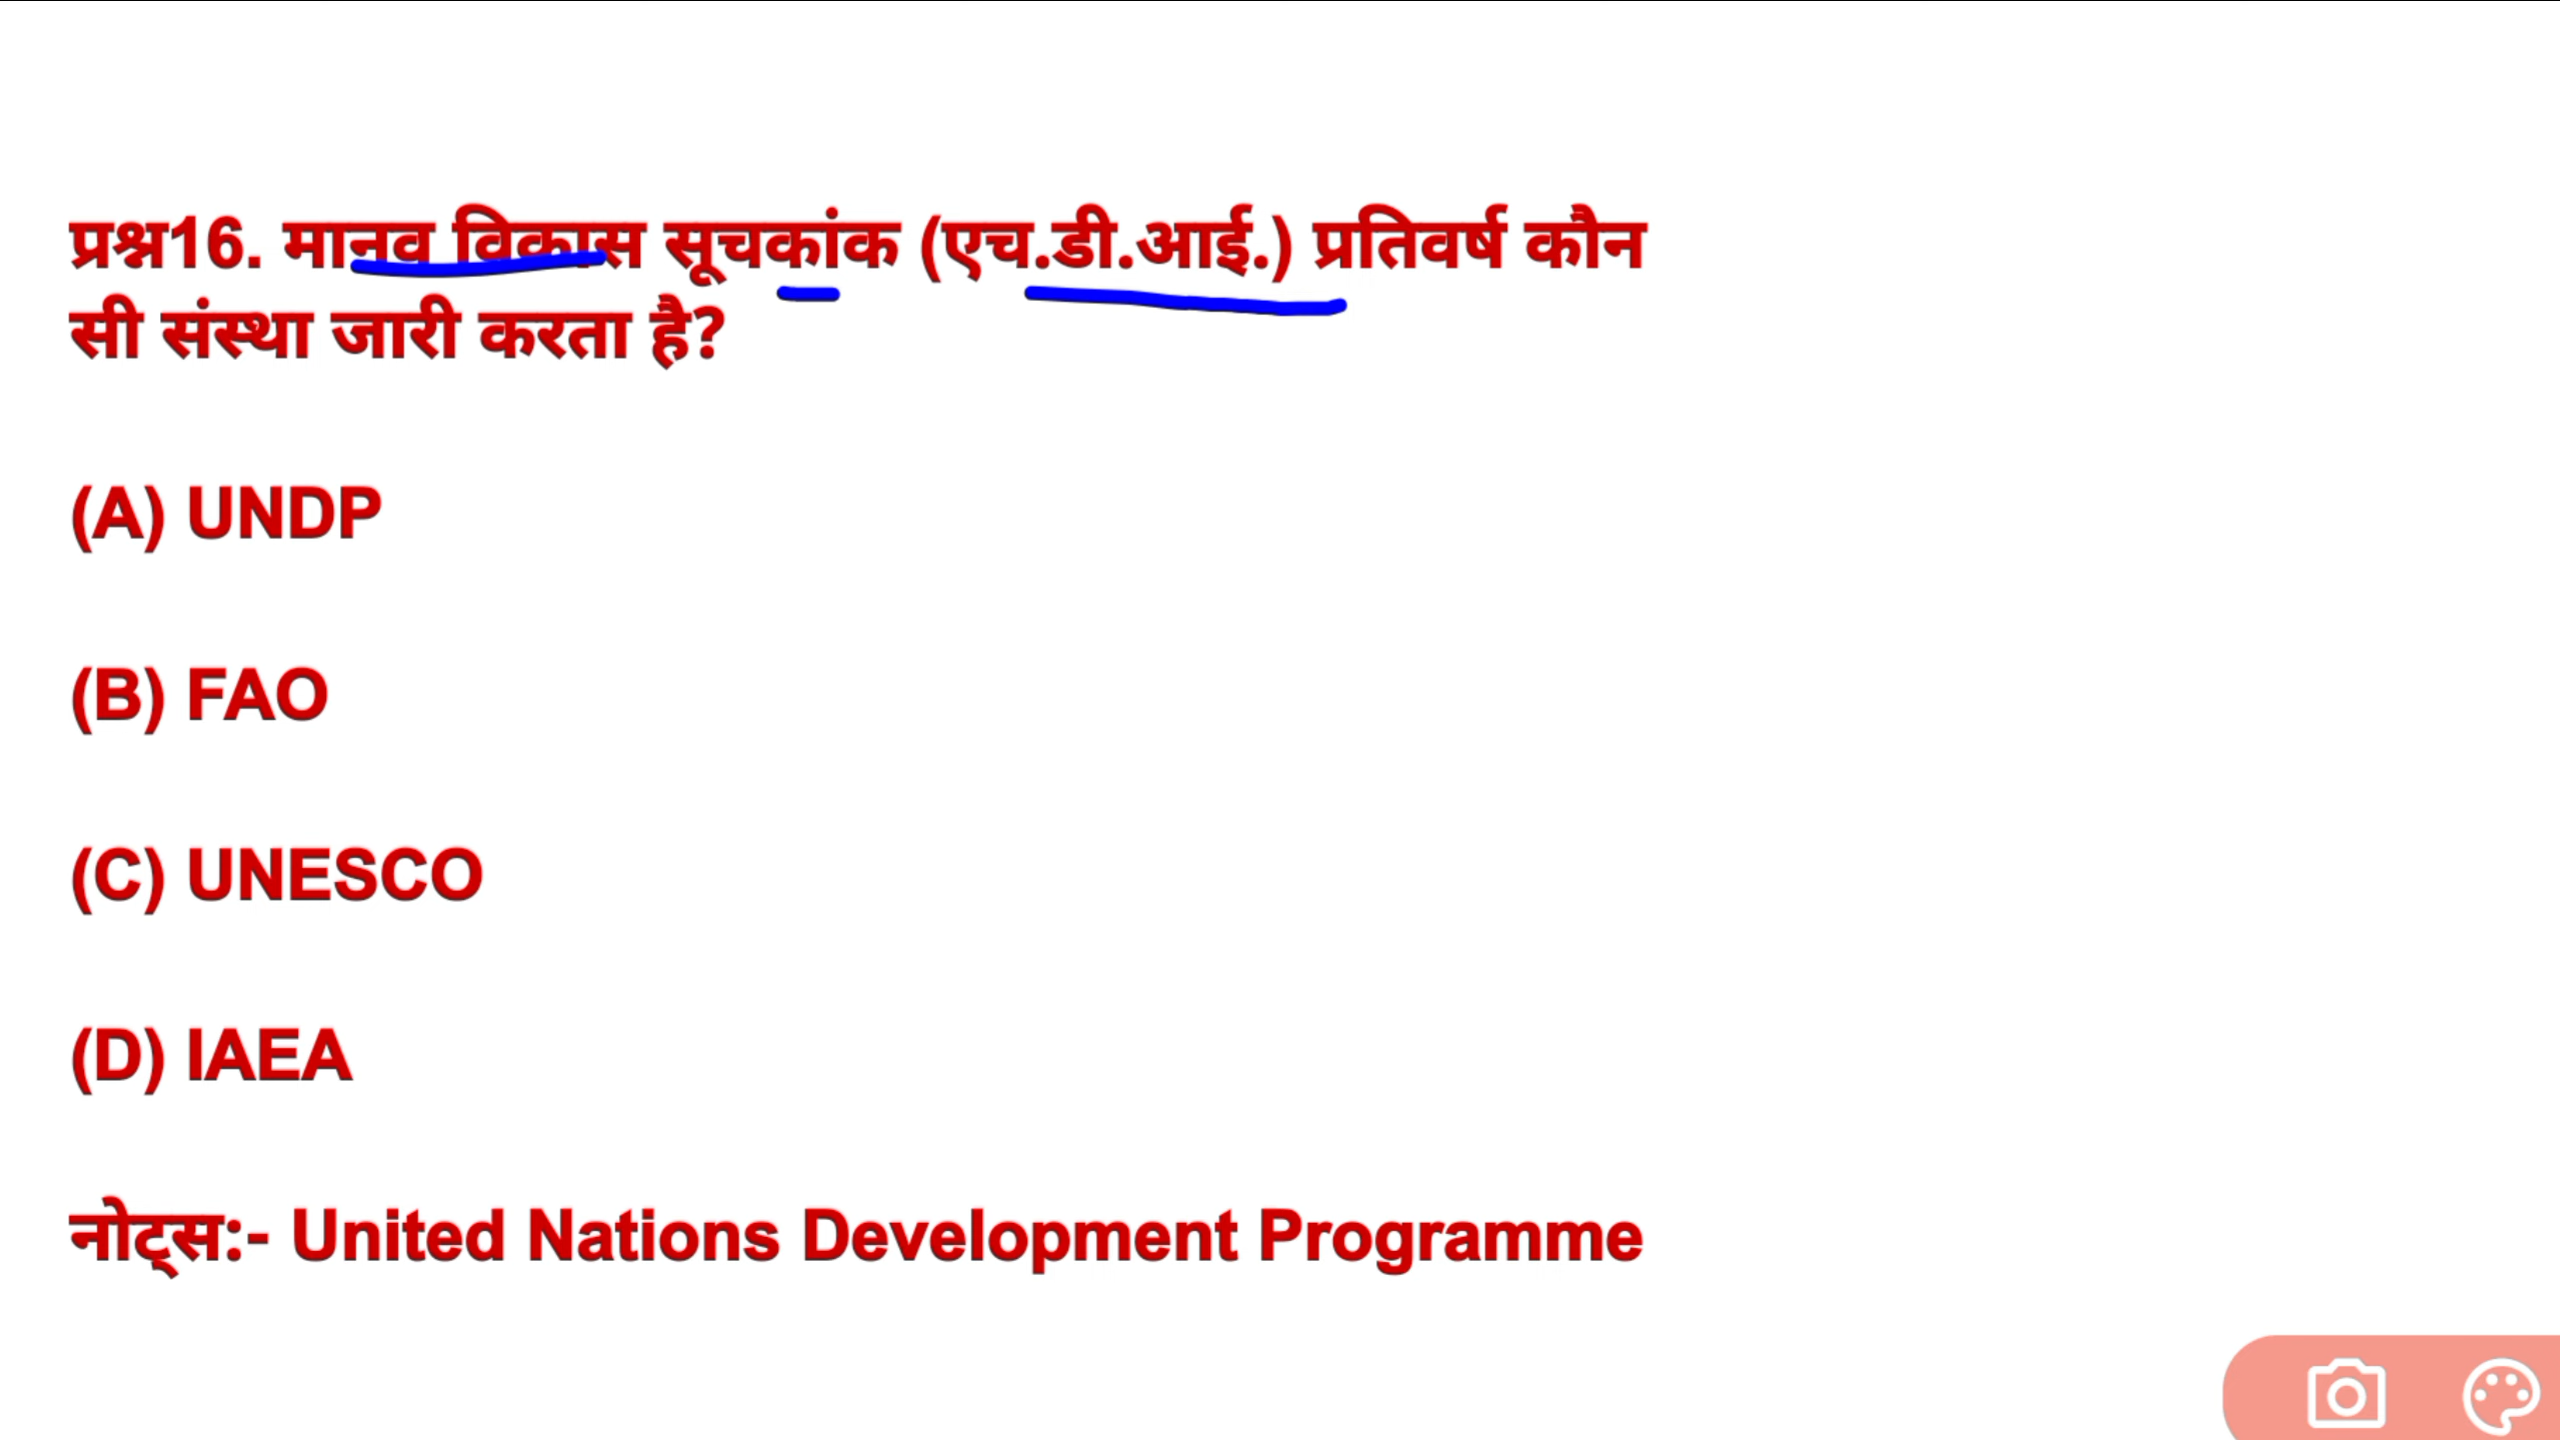 प्रश्न16. मानव विकास सूचकांक (एच.डी.आई.) प्रतिवर्ष कौन
सी संस्था जारी करता है?
(A) UNDP
(B) FAO
(C) UNESCO
(D) IAEA
नोट्स:- United Nations Development Programme